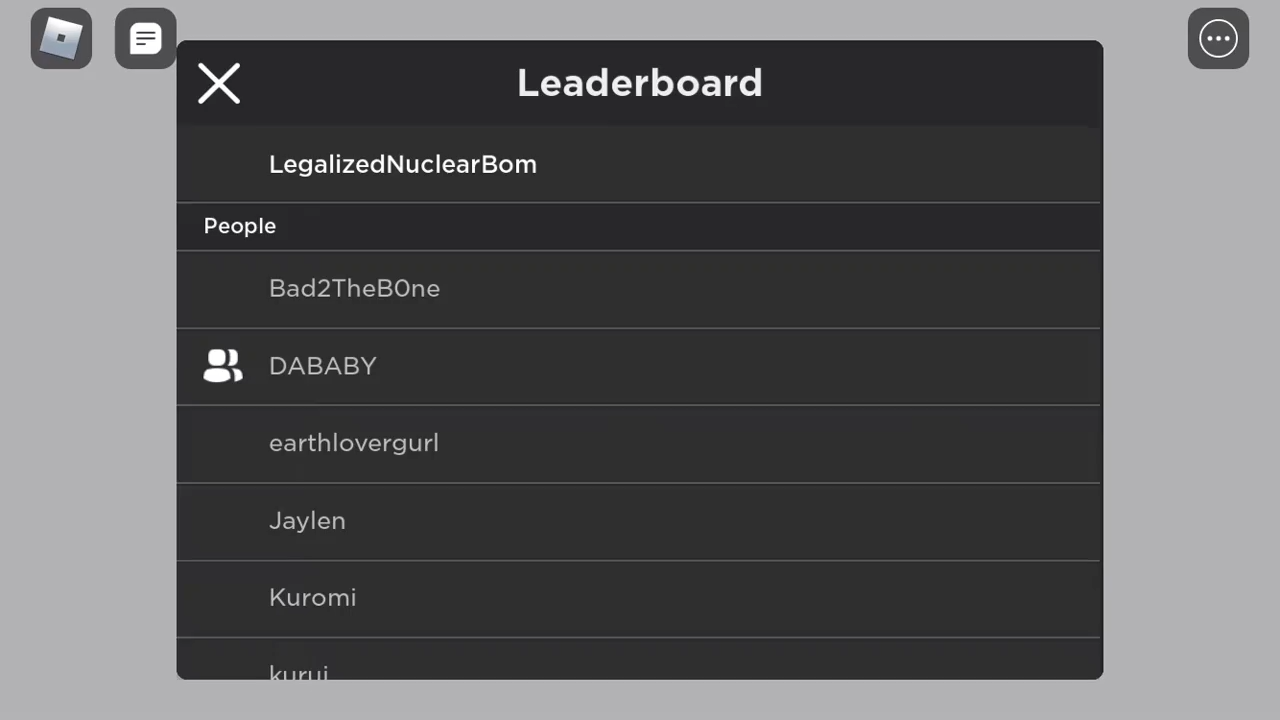 Leaderboard
LegalizedNuclearBom
People
Bad2TheB0ne
DABABY
earthlovergurl
Jaylen
Kuromi